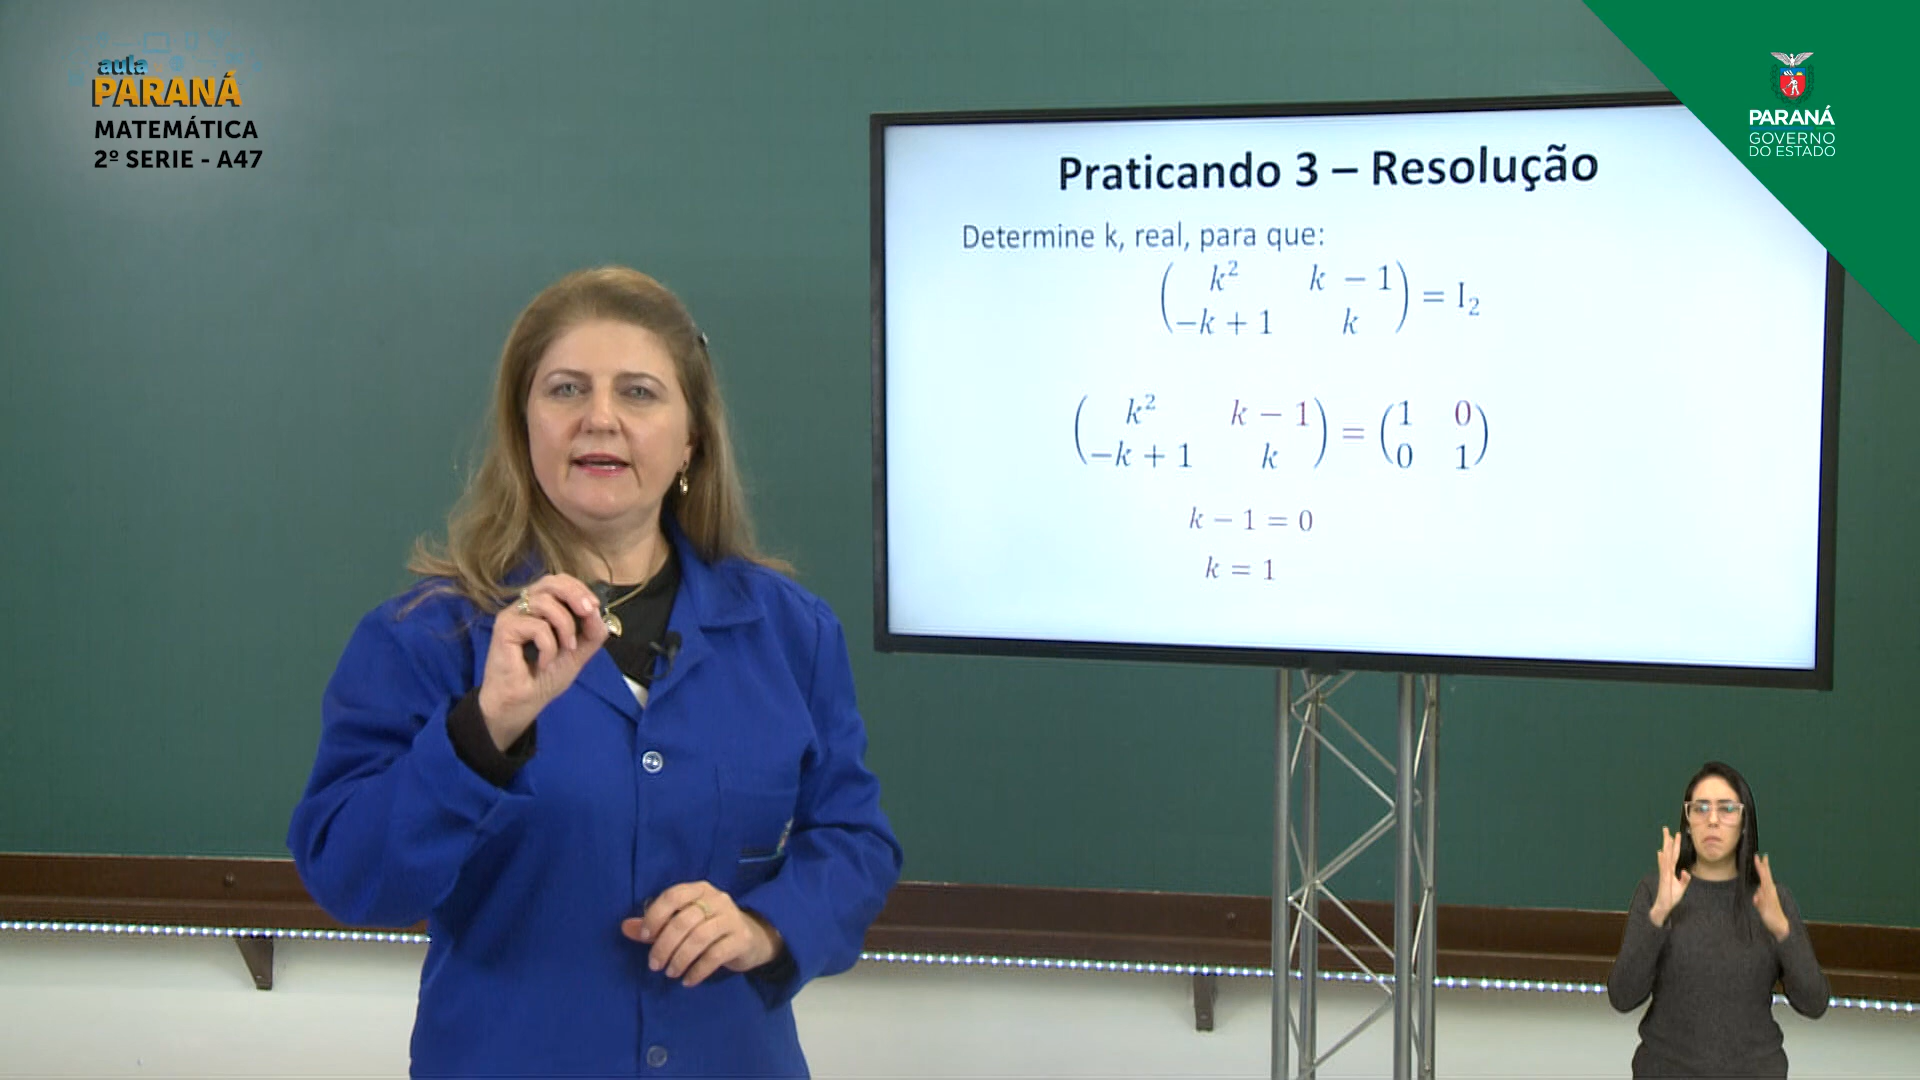 aula
PARANÁ
MATEMÁTICA
2º SERIE - A47
PARANÁ
GOVERNO
DO ESTADO
Praticando 3 – Resolução
Determine k, real, para que:
( k² k − 1 )
( −k + 1 k ) = I₂
( k² k − 1 ) = ( 1 0 )
( −k + 1 k ) ( 0 1 )
k − 1 = 0
k = 1